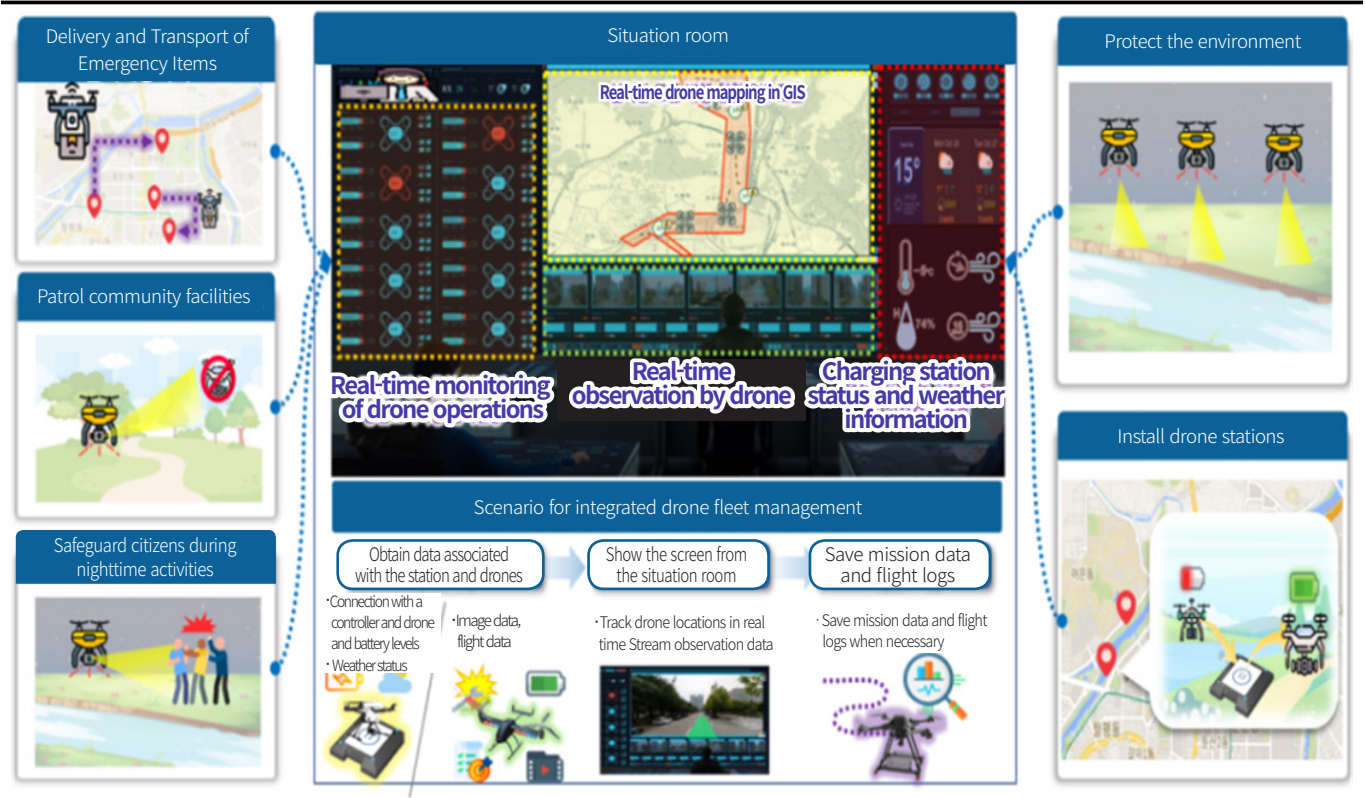 Delivery and Transport of
Emergency Items
Patrol community facilities
Safeguard citizens during
nighttime activities
Situation room
Real-time drone mapping in GIS
15°
74%
Real-time monitoring
of drone operations
Real-time
observation by drone
Charging station
status and weather
information
Scenario for integrated drone fleet management
Obtain data associated
with the station and drones
Show the screen from
the situation room
Save mission data
and flight logs
·Connection with a
controller and drone
and battery levels
· Weather status
·Image data,
flight data
·Track drone locations in real
time Stream observation data
· Save mission data and flight
logs when necessary
Protect the environment
Install drone stations